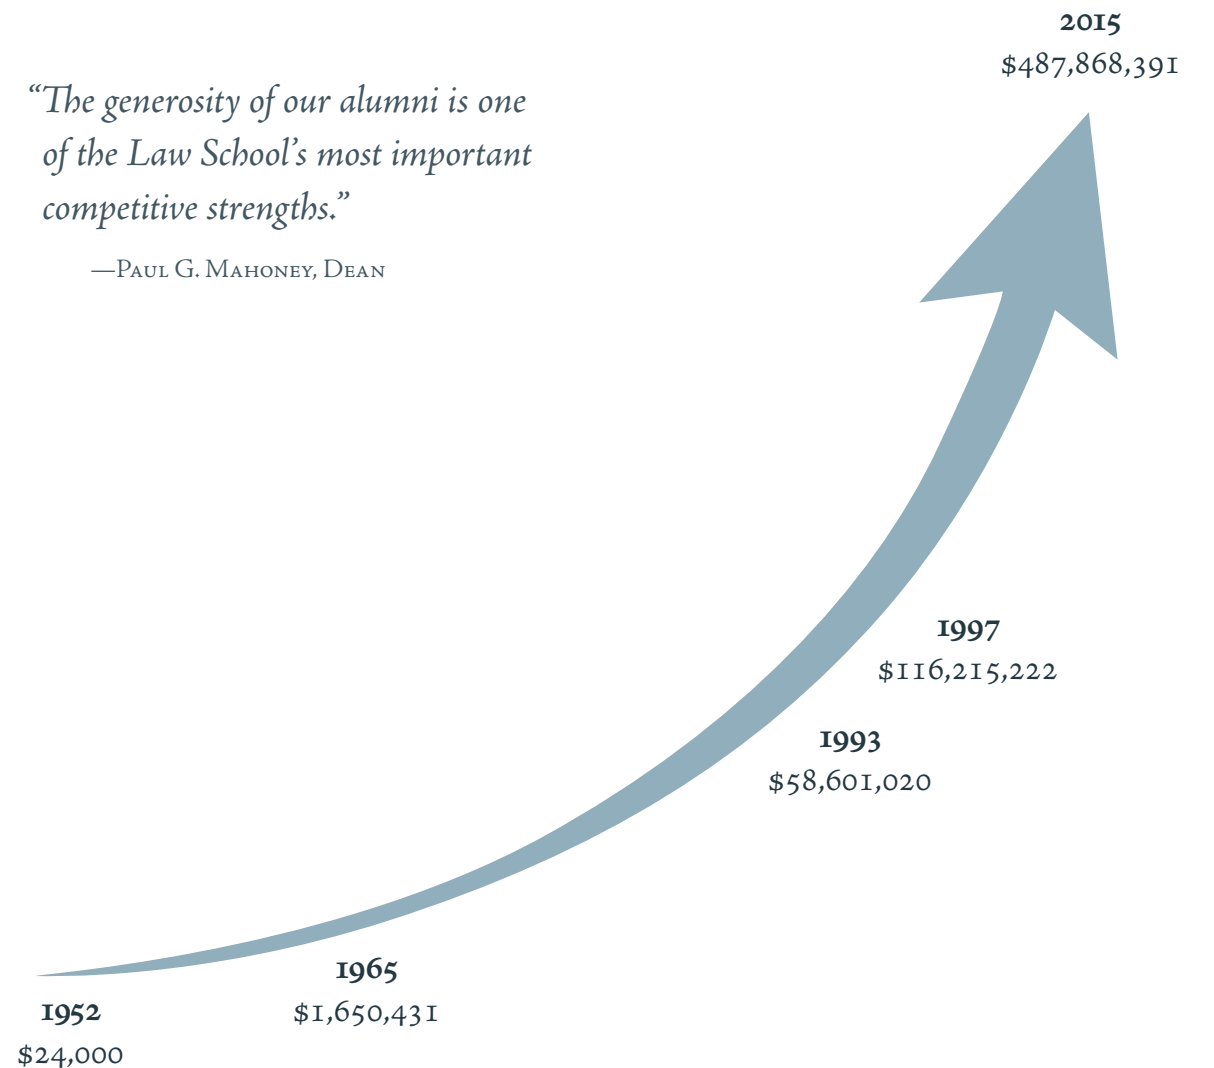 2015
$487,868,391
“The generosity of our alumni is one
of the Law School’s most important
competitive strengths.”
—Paul G. Mahoney, Dean
1997
$116,215,222
1993
$58,601,020
1965
$1,650,431
1952
$24,000